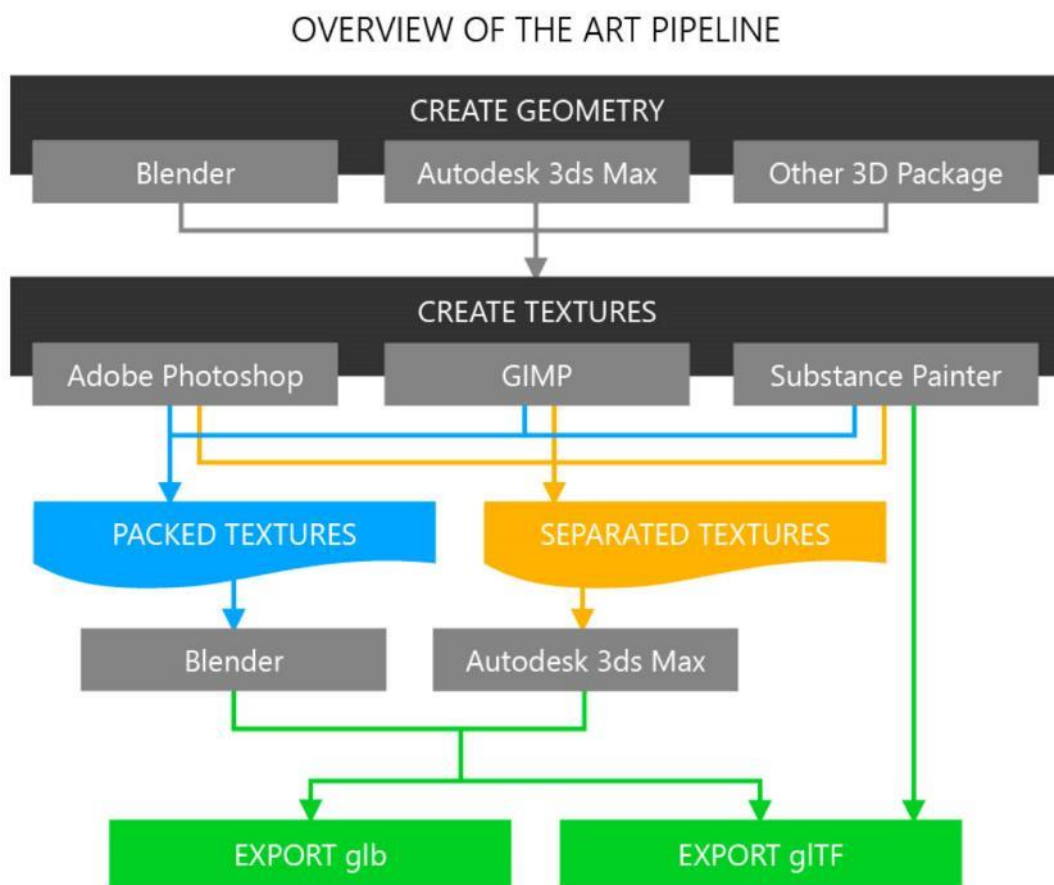 OVERVIEW OF THE ART PIPELINE
CREATE GEOMETRY
Blender
Autodesk 3ds Max
Other 3D Package
CREATE TEXTURES
Adobe Photoshop
GIMP
Substance Painter
PACKED TEXTURES
SEPARATED TEXTURES
Blender
Autodesk 3ds Max
EXPORT glb
EXPORT glTF